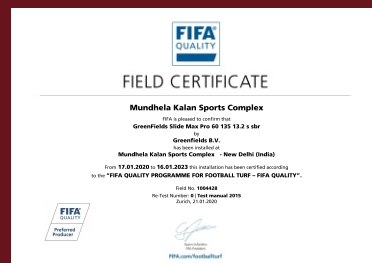 FIFA®
QUALITY
FIELD CERTIFICATE
Mundhela Kalan Sports Complex
FIFA is pleased to confirm that
GreenFields Slide Max Pro 60 135 13.2 s sbr
by
Greenfields B.V.
has been installed at
Mundhela Kalan Sports Complex - New Delhi (India)
From 17.01.2020 to 16.01.2023 this installation has been certified according
to the "FIFA QUALITY PROGRAMME FOR FOOTBALL TURF – FIFA QUALITY".
Field No. 1004428
Re-Test Number: 0 | Test manual 2015
Zurich, 21.01.2020
FIFA®
QUALITY
Preferred
Producer
Gianni Infantino
FIFA President
FIFA.com/footballturf